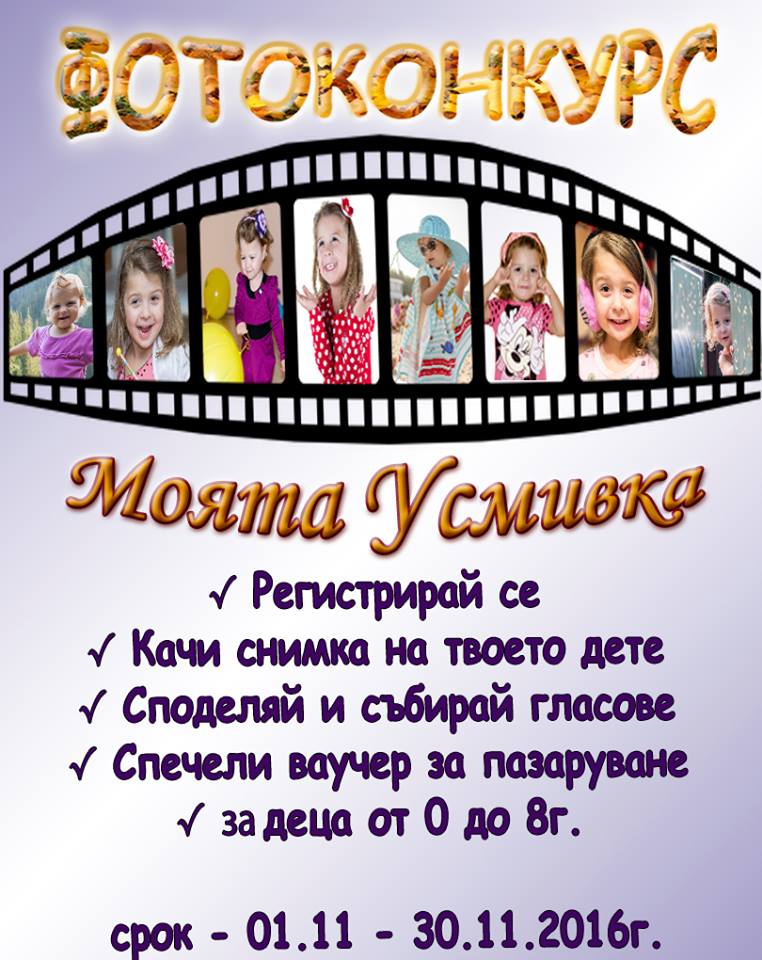 ФОТОКОНКУРС
Моята Усмивка
√ Регистрирай се
√ Качи снимка на твоето дете
√ Споделяй и събирай гласове
√ Спечели ваучер за пазаруване
√ за деца от 0 до 8г.
срок - 01.11 - 30.11.2016г.